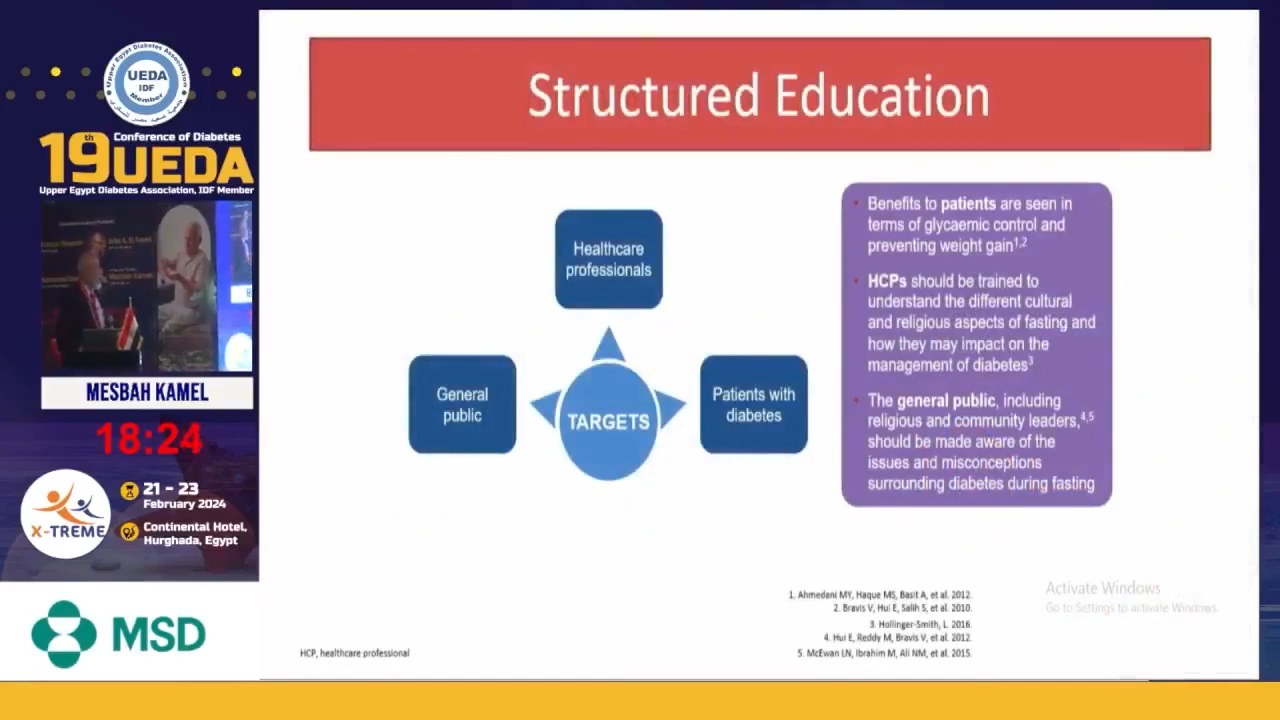 Upper Egypt Diabetes Association
UEDA
IDF
Member
Conference of Diabetes
19th UEDA
Upper Egypt Diabetes Association, IDF Member
MESBAH KAMEL
18:24
X-TREME
21 - 23
February 2024
Continental Hotel,
Hurghada, Egypt
MSD
Structured Education
Healthcare
professionals
General
public
TARGETS
Patients with
diabetes
• Benefits to patients are seen in
terms of glycaemic control and
preventing weight gain1,2
• HCPs should be trained to
understand the different cultural
and religious aspects of fasting and
how they may impact on the
management of diabetes3
• The general public, including
religious and community leaders,4,5
should be made aware of the
issues and misconceptions
surrounding diabetes during fasting
1. Ahmedani MY, Haque MS, Basit A, et al. 2012.
2. Bravis V, Hui E, Salih S, et al. 2010.
3. Hollinger-Smith, L. 2016.
4. Hui E, Reddy M, Bravis V, et al. 2012.
5. McEwan LN, Ibrahim M, Ali NM, et al. 2015.
HCP, healthcare professional
Activate Windows
Go to Settings to activate Windows.